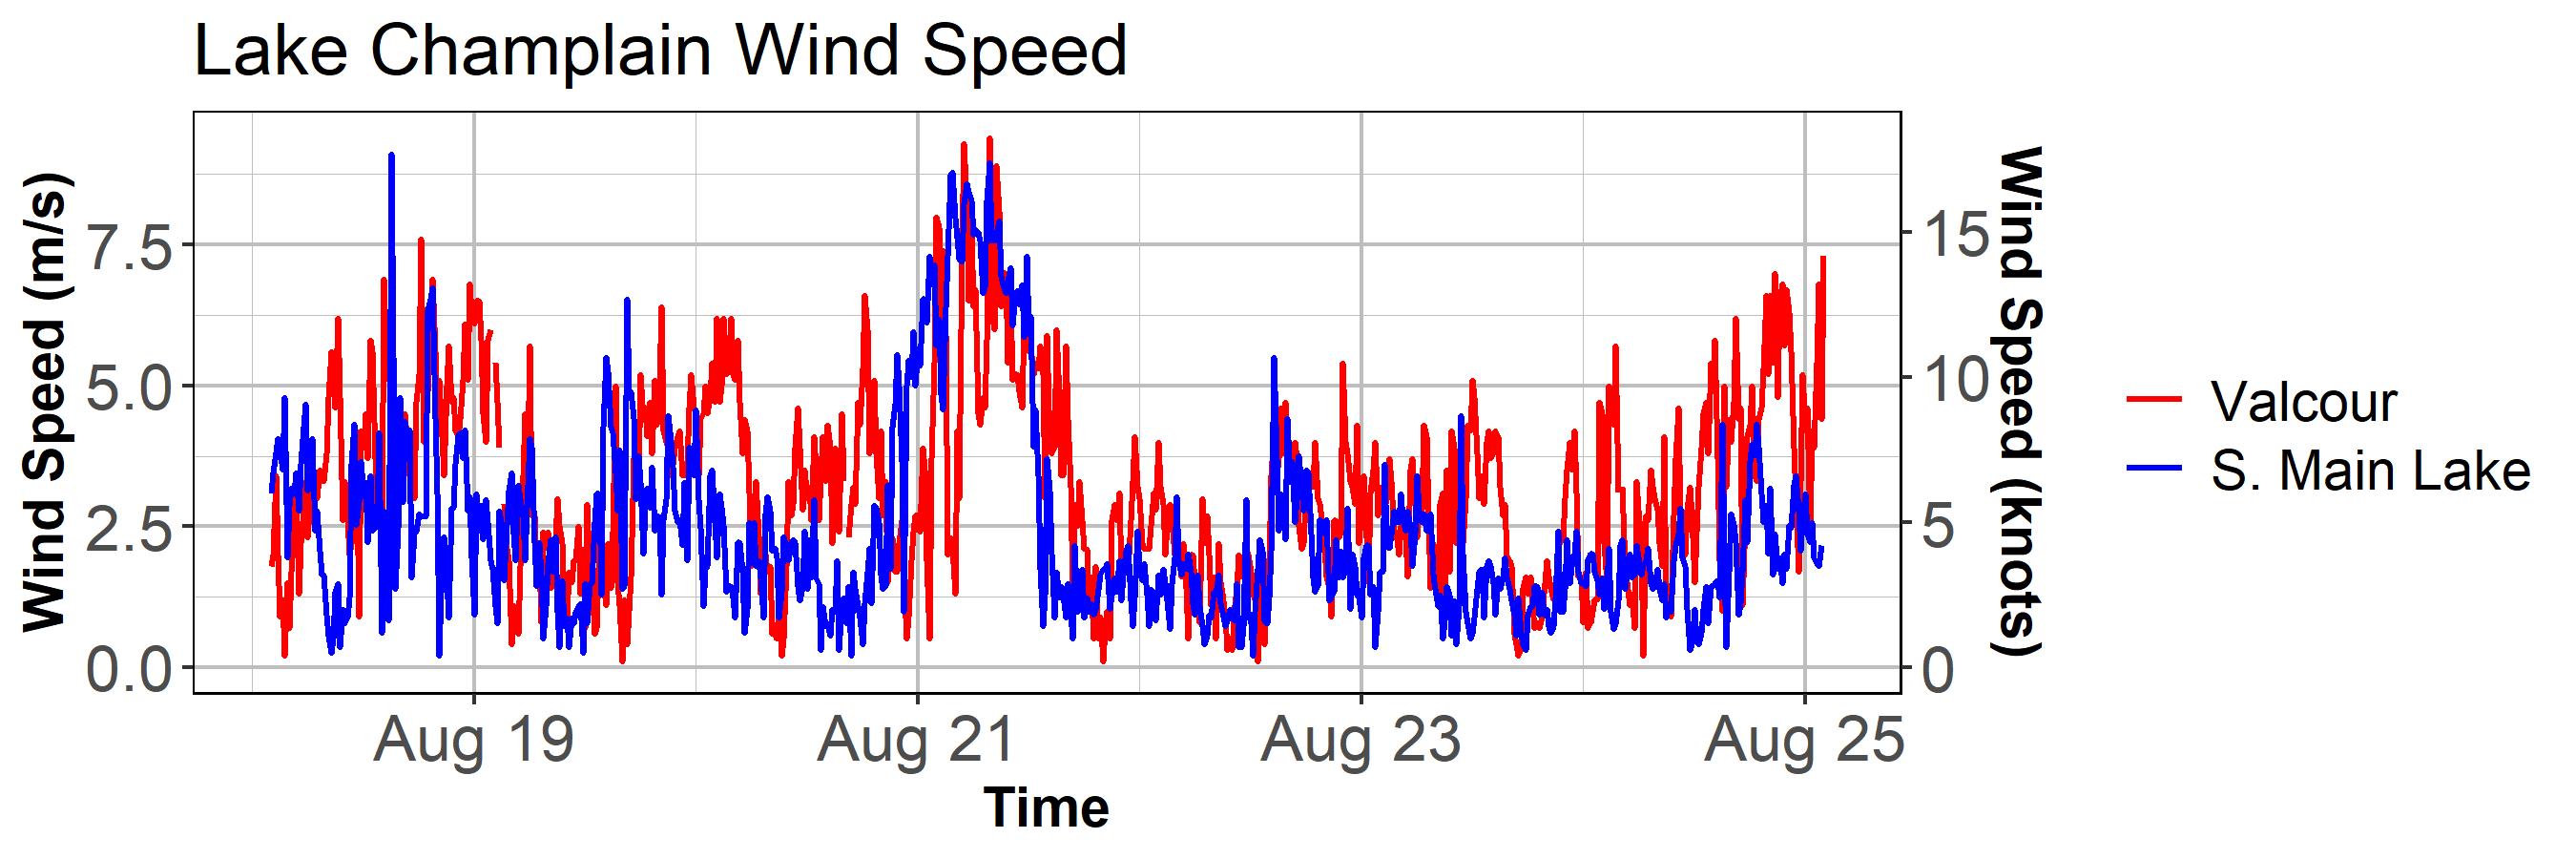 Lake Champlain Wind Speed
Wind Speed (m/s)
7.5
5.0
2.5
0.0
15
10
5
0
Wind Speed (knots)
Aug 19
Aug 21
Aug 23
Aug 25
Time
Valcour
S. Main Lake